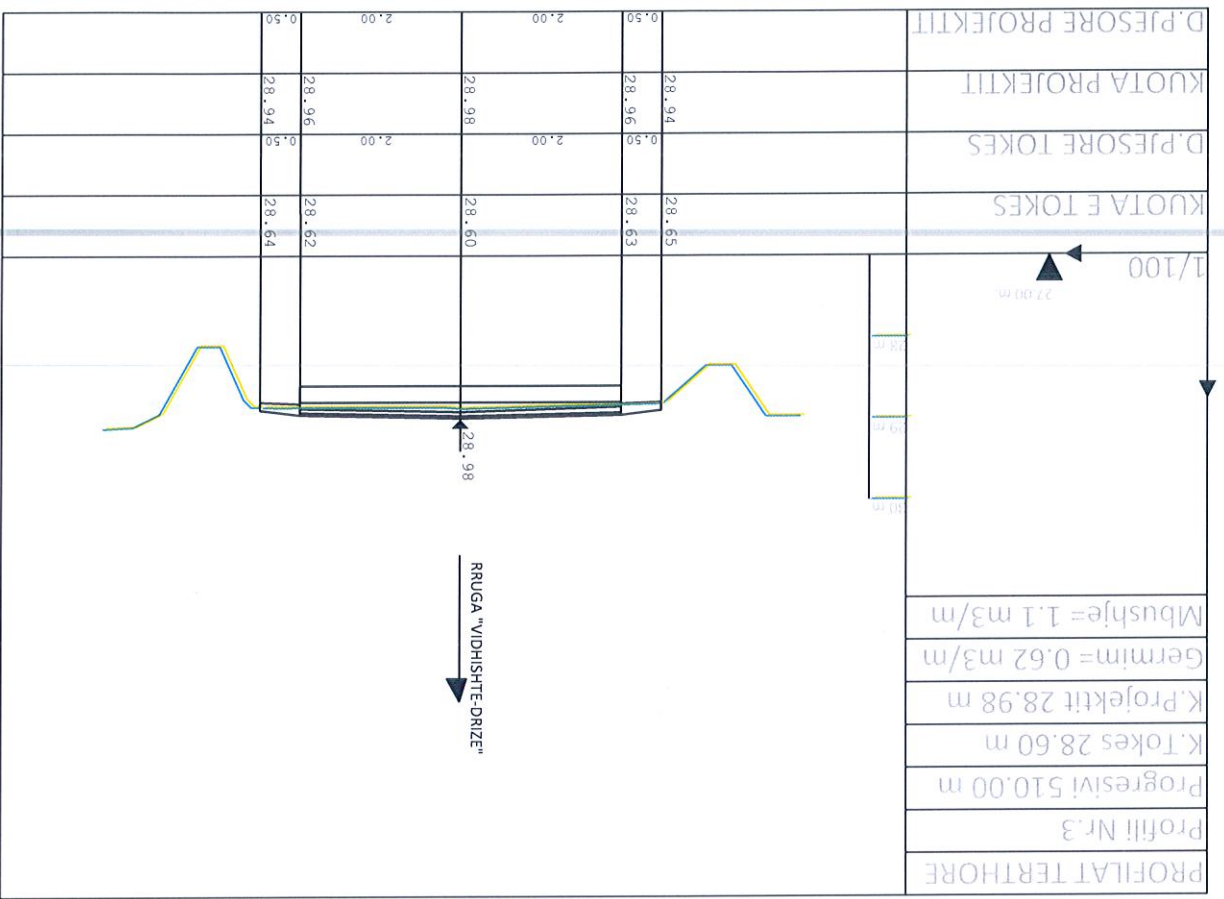 PROFILAT TERTHORE
Profili Nr.3
Progresivi 510.00 m
K.Tokes 28.60 m
K.Projektit 28.98 m
Germim= 0.62 m3/m
Mbushje= 1.1 m3/m
RRUGA "VIDHISHTE-DRIZE"
28.98
30 m
29 m
28 m
27.00 m
1/100
KUOTA E TOKES
28.65
28.63
28.60
28.62
28.64
D.PJESORE TOKES
0.50
2.00
2.00
0.50
KUOTA PROJEKTIT
28.94
28.96
28.98
28.96
28.94
D.PJESORE PROJEKTIT
0.50
2.00
2.00
0.50